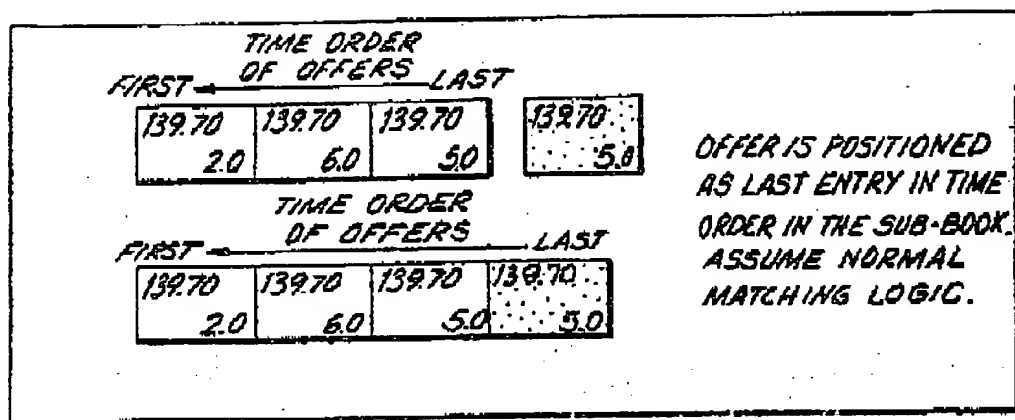 TIME ORDER
OF OFFERS
FIRST LAST
139.70 139.70 139.70 139.70
2.0 6.0 5.0 5.0
TIME ORDER
OF OFFERS
FIRST LAST
139.70 139.70 139.70 139.70
2.0 6.0 5.0 5.0
OFFER IS POSITIONED
AS LAST ENTRY IN TIME
ORDER IN THE SUB-BOOK.
ASSUME NORMAL
MATCHING LOGIC.